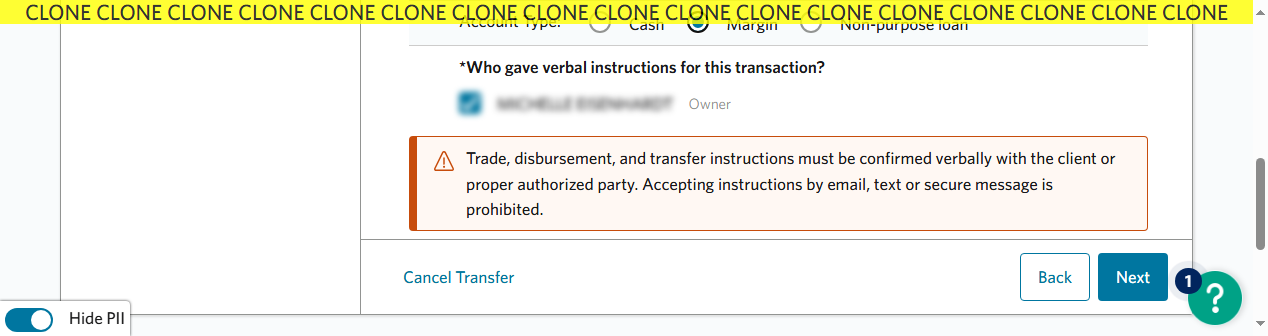 CLONE CLONE CLONE CLONE CLONE CLONE CLONE CLONE CLONE CLONE CLONE CLONE CLONE CLONE CLONE CLONE CLONE
Account Type: Cash Margin Non-purpose loan
*Who gave verbal instructions for this transaction?
Owner
Trade, disbursement, and transfer instructions must be confirmed verbally with the client or
proper authorized party. Accepting instructions by email, text or secure message is
prohibited.
Cancel Transfer
Back
Next
1
?
Hide PII